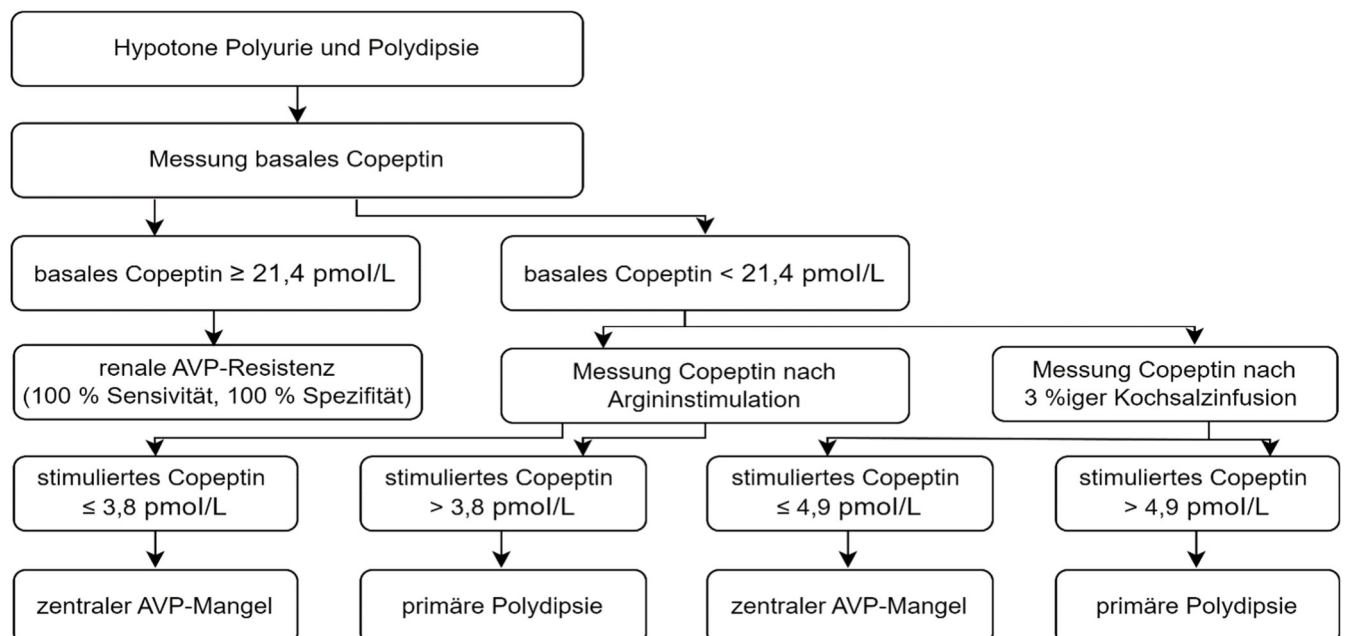 Hypotone Polyurie und Polydipsie
Messung basales Copeptin
basales Copeptin ≥ 21,4 pmol/L
basales Copeptin < 21,4 pmol/L
renale AVP-Resistenz
(100 % Sensivität, 100 % Spezifität)
Messung Copeptin nach
Argininstimulation
Messung Copeptin nach
3 %iger Kochsalzinfusion
stimuliertes Copeptin
≤ 3,8 pmol/L
stimuliertes Copeptin
> 3,8 pmol/L
stimuliertes Copeptin
≤ 4,9 pmol/L
stimuliertes Copeptin
> 4,9 pmol/L
zentraler AVP-Mangel
primäre Polydipsie
zentraler AVP-Mangel
primäre Polydipsie